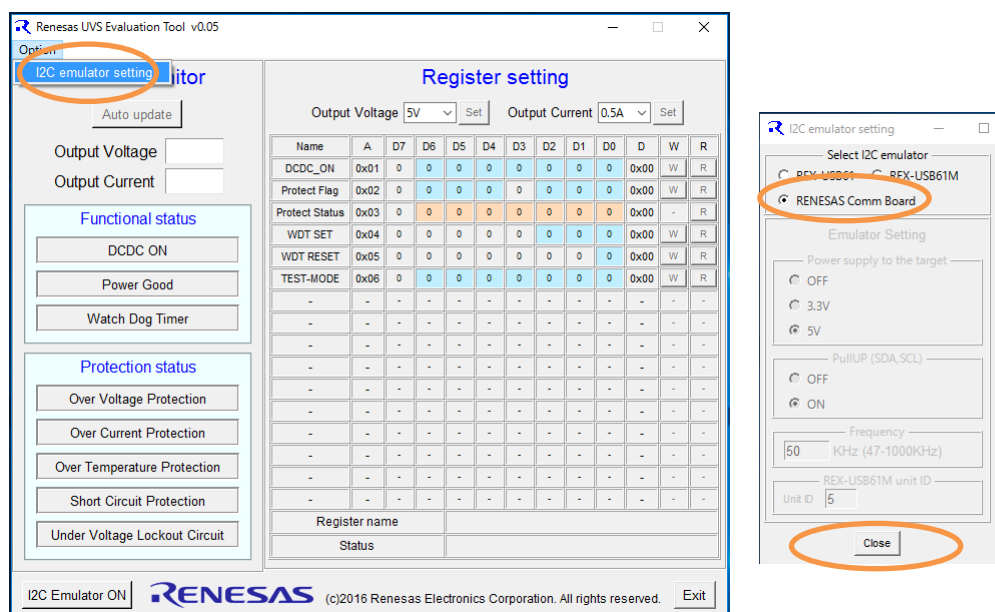 Renesas UVS Evaluation Tool v0.05
Option
I2C emulator setting
itor
Auto update
Output Voltage
Output Current
Functional status
DCDC ON
Power Good
Watch Dog Timer
Protection status
Over Voltage Protection
Over Current Protection
Over Temperature Protection
Short Circuit Protection
Under Voltage Lockout Circuit
I2C Emulator ON
Register setting
Output Voltage 5V Set Output Current 0.5A Set
Name A D7 D6 D5 D4 D3 D2 D1 D0 D W R
DCDC_ON 0x01 0 0 0 0 0 0 0 0 0x00 W R
Protect Flag 0x02 0 0 0 0 0 0 0 0 0x00 W R
Protect Status 0x03 0 0 0 0 0 0 0 0 0x00 - R
WDT SET 0x04 0 0 0 0 0 0 0 0 0x00 W R
WDT RESET 0x05 0 0 0 0 0 0 0 0 0x00 W R
TEST-MODE 0x06 0 0 0 0 0 0 0 0 0x00 W R
- - - - - - - - - - - - -
- - - - - - - - - - - - -
- - - - - - - - - - - - -
- - - - - - - - - - - - -
- - - - - - - - - - - - -
- - - - - - - - - - - - -
- - - - - - - - - - - - -
- - - - - - - - - - - - -
- - - - - - - - - - - - -
- - - - - - - - - - - - -
Register name
Status
RENESAS (c)2016 Renesas Electronics Corporation. All rights reserved. Exit
I2C emulator setting
Select I2C emulator
REX-USB61 REX-USB61M
RENESAS Comm Board
Emulator Setting
Power supply to the target
OFF
3.3V
5V
PullUP (SDA,SCL)
OFF
ON
Frequency
50 KHz (47-1000KHz)
REX-USB61M unit ID
Unit ID 5
Close